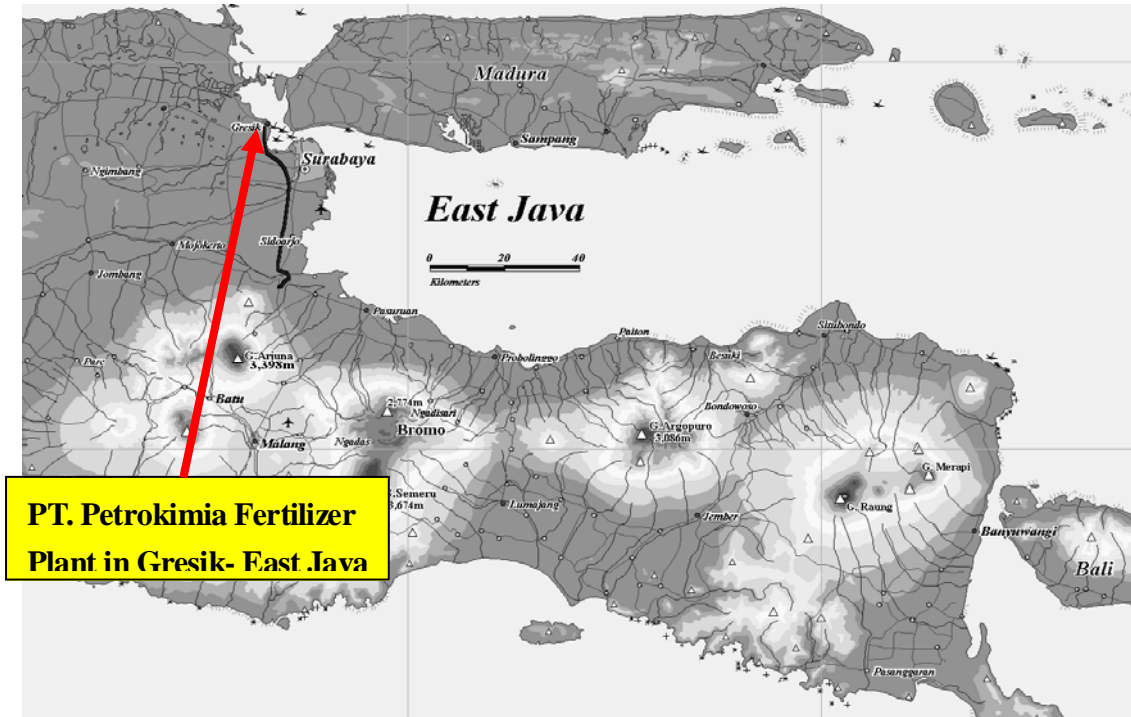 Madura
Gresik
Sampang
Surabaya
Ngimbang
East Java
Mojokerto
Sidoarjo
0 20 40
Kilometers
Jombang
Pasuruan
Paiton
Situbondo
Probolinggo
Besuki
Pare
G. Arjuna
3,398m
Batu
2,774m
Ngadisari
Bondowoso
Bromo
G. Argopuro
3,086m
Malang
Ngadas
G. Merapi
Semeru
3,674m
Lumajang
G. Raung
Jember
Banyuwangi
Bali
Pasanggaran
PT. Petrokimia Fertilizer
Plant in Gresik- East Java